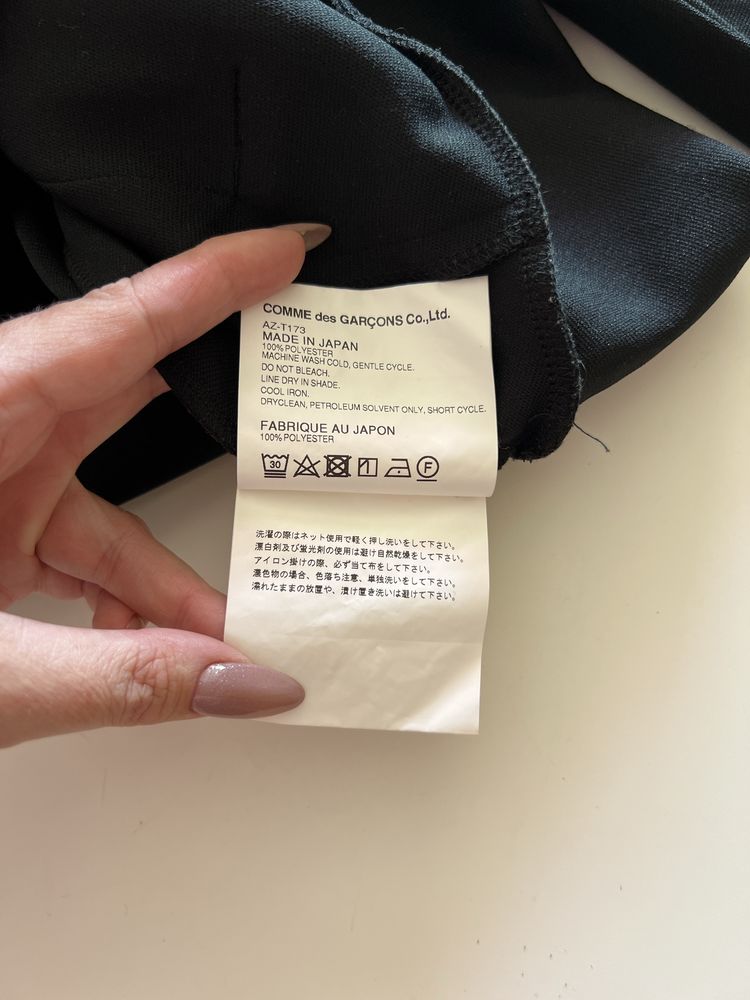 COMME des GARÇONS Co.,Ltd.
AZ-T173
MADE IN JAPAN
100% POLYESTER
MACHINE WASH COLD, GENTLE CYCLE.
DO NOT BLEACH.
LINE DRY IN SHADE.
COOL IRON.
DRYCLEAN, PETROLEUM SOLVENT ONLY, SHORT CYCLE.
FABRIQUE AU JAPON
100% POLYESTER
30 F
洗濯の際はネット使用で軽く押し洗いをして下さい。
漂白剤及び蛍光剤の使用は避け自然乾燥をして下さい。
アイロン掛けの際、必ず当て布をして下さい。
濃色物の場合、色落ち注意、単独洗いをして下さい。
濡れたままの放置や、漬け置き洗いは避けて下さい。